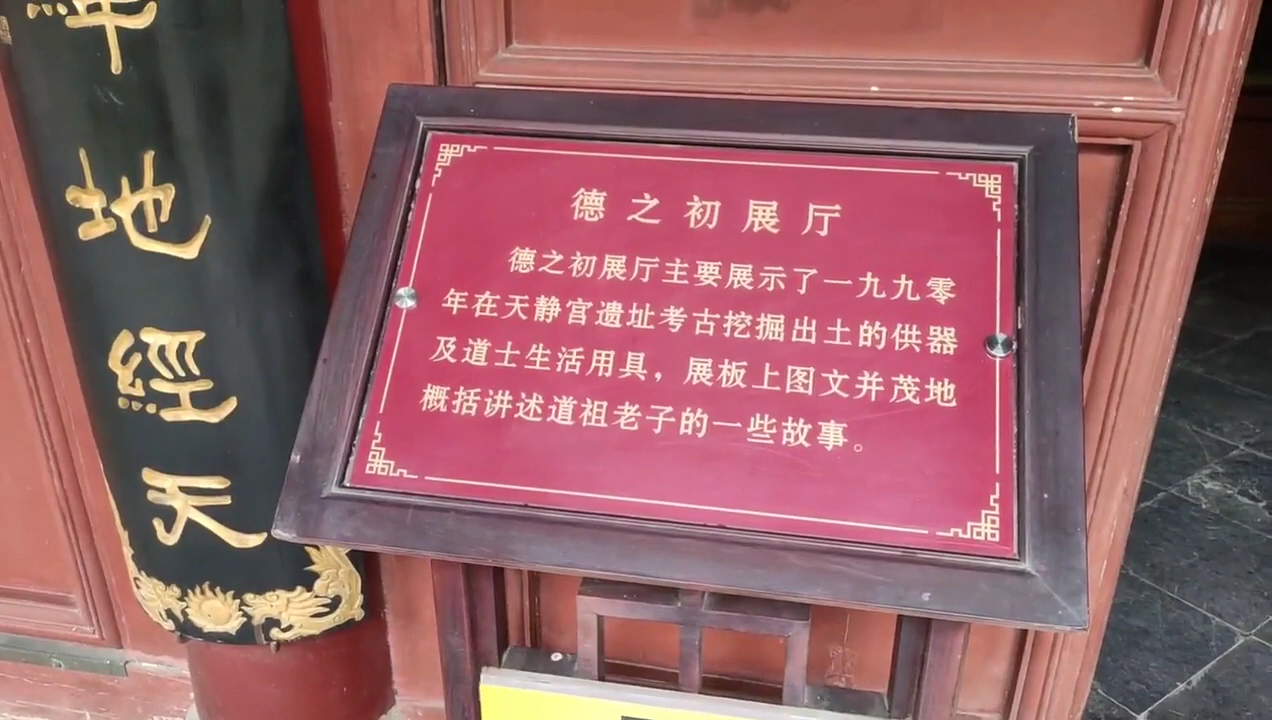 德之初展厅
德之初展厅主要展示了一九九零
年在天静宫遗址考古挖掘出土的供器
及道士生活用具，展板上图文并茂地
概括讲述道祖老子的一些故事。
地
經
天